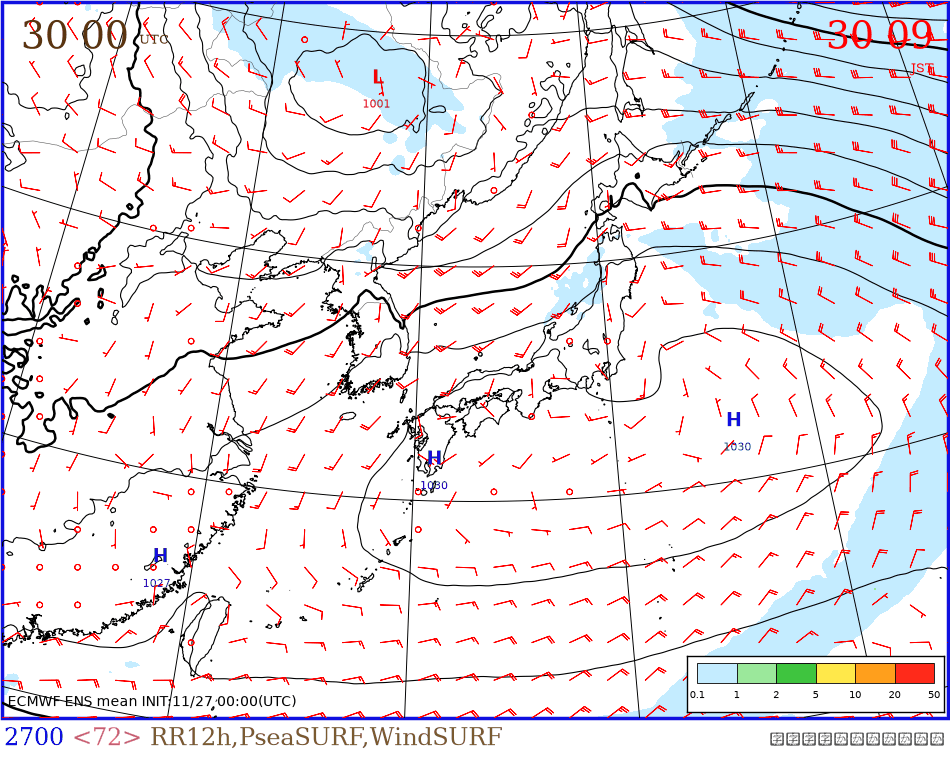 30 00 UTC
30 09
JST
L
1001
H
1030
H
1030
H
1027
0.1 1 2 5 10 20 50
ECMWF ENS mean INIT:11/27 00:00(UTC)
2700 <72> RR12h,PseaSURF,WindSURF